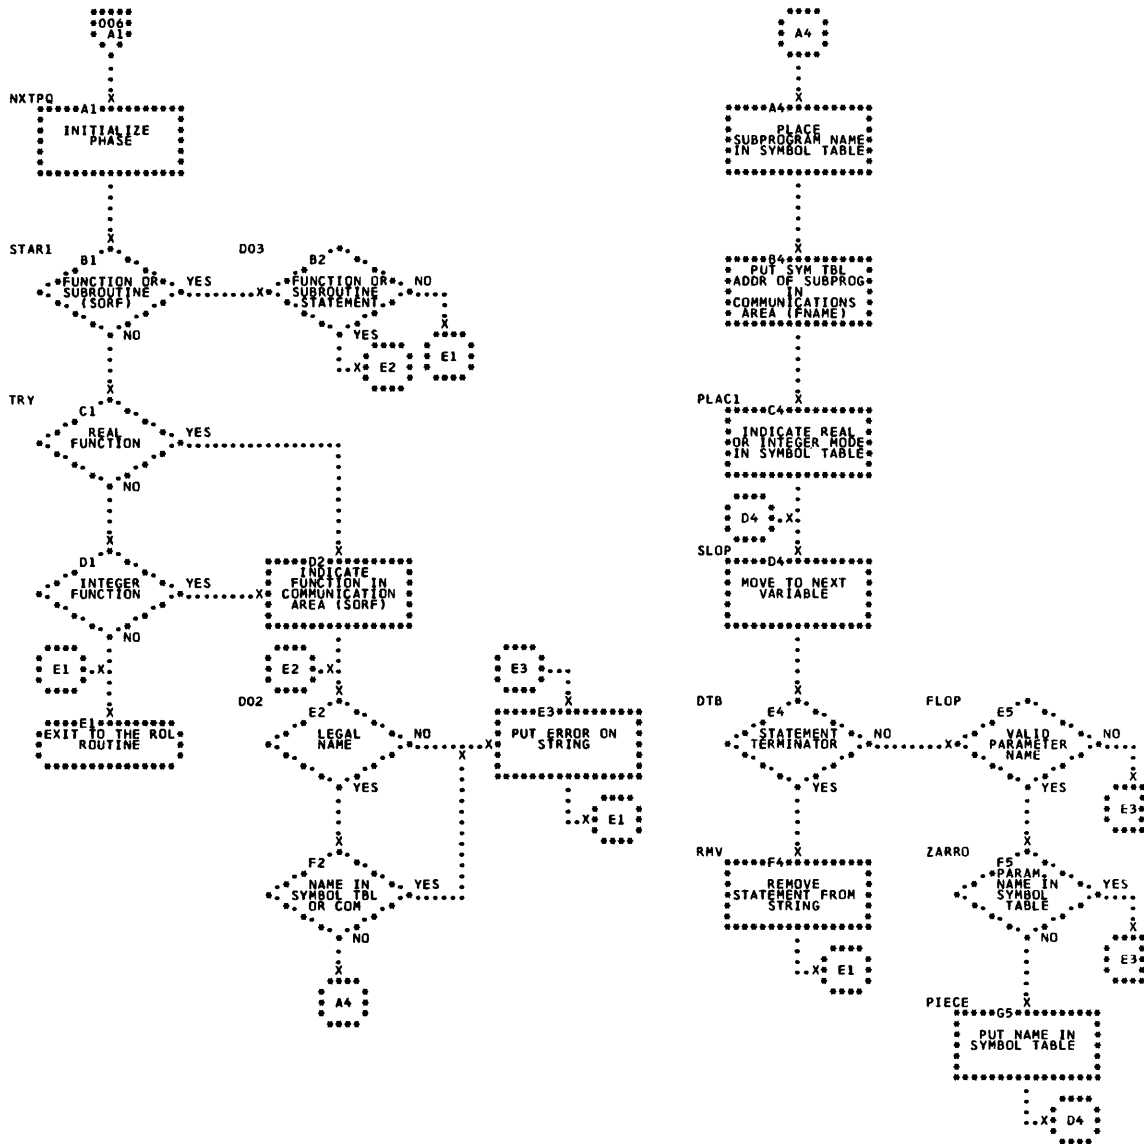 006
A1
NXTPQ
A1
INITIALIZE
PHASE
STAR1
B1
FUNCTION OR
SUBROUTINE
(SORF)
YES
NO
DO3
B2
FUNCTION OR
SUBROUTINE
STATEMENT
NO
YES
E2
E1
TRY
C1
REAL
FUNCTION
YES
NO
D1
INTEGER
FUNCTION
YES
NO
D2
INDICATE
FUNCTION IN
COMMUNICATION
AREA (SORF)
E1
E1
EXIT TO THE ROL
ROUTINE
E2
DO2
E2
LEGAL
NAME
NO
YES
E3
E3
PUT ERROR ON
STRING
E1
F2
NAME IN
SYMBOL TBL
OR COM
YES
NO
A4
A4
A4
PLACE
SUBPROGRAM NAME
IN SYMBOL TABLE
B4
PUT SYM TBL
ADDR OF SUBPROG
IN
COMMUNICATIONS
AREA (FNAME)
PLAC1
C4
INDICATE REAL
OR INTEGER MODE
IN SYMBOL TABLE
D4
SLOP
D4
MOVE TO NEXT
VARIABLE
DTB
E4
STATEMENT
TERMINATOR
NO
YES
FLOP
E5
VALID
PARAMETER
NAME
NO
YES
E3
RMV
F4
REMOVE
STATEMENT FROM
STRING
E1
ZARRO
F5
PARAM.
NAME IN
SYMBOL
TABLE
YES
NO
E3
PIECE
G5
PUT NAME IN
SYMBOL TABLE
D4